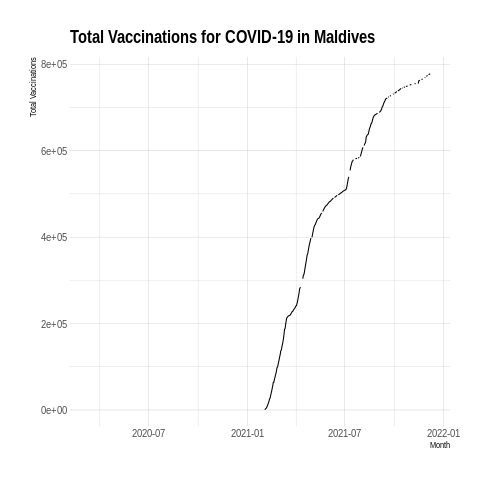 Total Vaccinations for COVID-19 in Maldives
Total Vaccinations
8e+05
6e+05
4e+05
2e+05
0e+00
2020-07
2021-01
2021-07
2022-01
Month